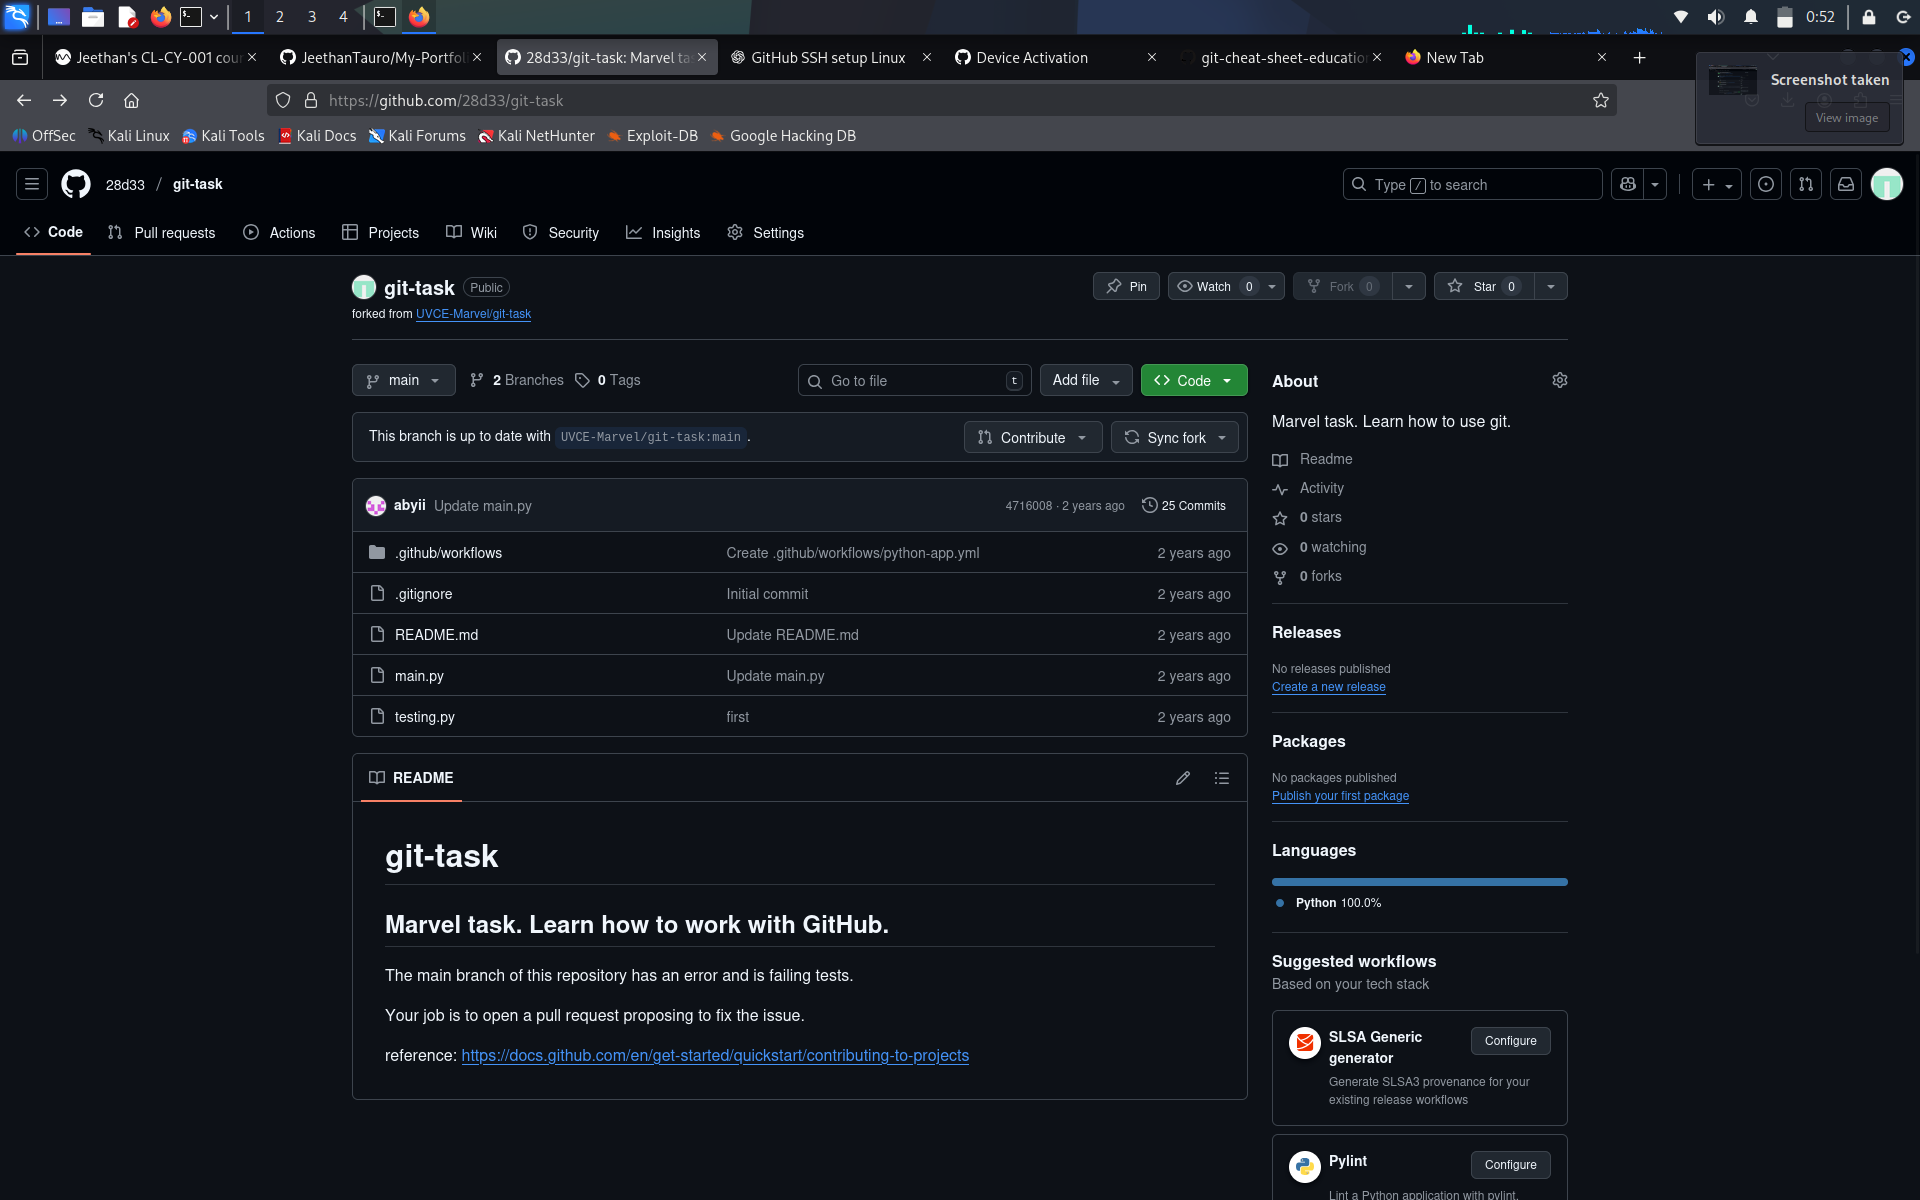 1 2 3 4 0:52
Jeethan's CL-CY-001 cou
JeethanTauro/My-Portfol
28d33/git-task: Marvel ta
GitHub SSH setup Linux
Device Activation
git-cheat-sheet-education
New Tab
Screenshot taken
View image
https://github.com/28d33/git-task
OffSec Kali Linux Kali Tools Kali Docs Kali Forums Kali NetHunter Exploit-DB Google Hacking DB
28d33 / git-task
Type / to search
Code Pull requests Actions Projects Wiki Security Insights Settings
git-task Public
Pin Watch 0 Fork 0 Star 0
forked from UVCE-Marvel/git-task
main 2 Branches 0 Tags Go to file t Add file Code
This branch is up to date with UVCE-Marvel/git-task:main.
Contribute Sync fork
abyii Update main.py 4716008 · 2 years ago 25 Commits
.github/workflows Create .github/workflows/python-app.yml 2 years ago
.gitignore Initial commit 2 years ago
README.md Update README.md 2 years ago
main.py Update main.py 2 years ago
testing.py first 2 years ago
README
git-task
Marvel task. Learn how to work with GitHub.
The main branch of this repository has an error and is failing tests.
Your job is to open a pull request proposing to fix the issue.
reference: https://docs.github.com/en/get-started/quickstart/contributing-to-projects
About
Marvel task. Learn how to use git.
Readme
Activity
0 stars
0 watching
0 forks
Releases
No releases published
Create a new release
Packages
No packages published
Publish your first package
Languages
Python 100.0%
Suggested workflows
Based on your tech stack
SLSA Generic
generator
Configure
Generate SLSA3 provenance for your
existing release workflows
Pylint
Configure
Lint a Python application with pylint.